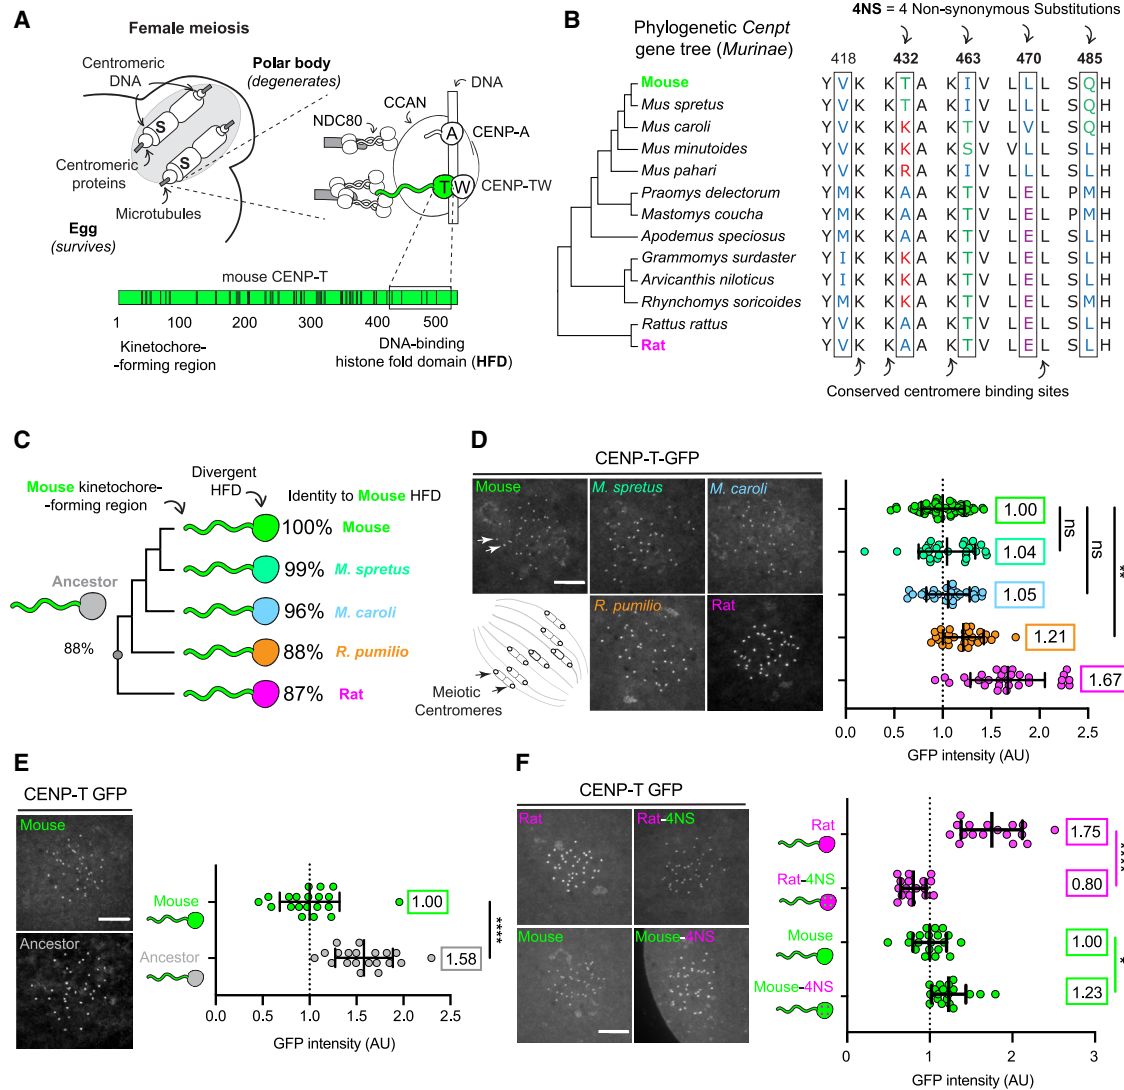 A
Female meiosis
Centromeric
DNA
Polar body
(degenerates)
S
S
Centromeric
proteins
Microtubules
Egg
(survives)
DNA
CCAN
NDC80
A
CENP-A
T
W
CENP-TW
mouse CENP-T
1 100 200 300 400 500
Kinetochore-
-forming region
DNA-binding
histone fold domain (HFD)
B
4NS = 4 Non-synonymous Substitutions
Phylogenetic Cenpt
gene tree (Murinae)
418 432 463 470 485
Mouse Y V K K T A K I V L L L S Q H
Mus spretus Y V K K T A K I V L L L S Q H
Mus caroli Y V K K K A K T V L V L S Q H
Mus minutoides Y V K K K A K S V V L L S L H
Mus pahari Y V K K R A K I V L L L S L H
Praomys delectorum Y M K K A A K T V L E L P M H
Mastomys coucha Y M K K A A K T V L E L P M H
Apodemus speciosus Y M K K A A K T V L E L S L H
Grammomys surdaster Y I K K K A K T V L E L S L H
Arvicanthis niloticus Y I K K K A K T V L E L S L H
Rhynchomys soricoides Y M K K K A K T V L E L S M H
Rattus rattus Y V K K A A K T V L E L S L H
Rat Y V K K A A K T V L E L S L H
Conserved centromere binding sites
C
Mouse kinetochore-
-forming region
Divergent
HFD
Identity to Mouse HFD
100% Mouse
99% M. spretus
Ancestor
96% M. caroli
88%
88% R. pumilio
87% Rat
D
CENP-T-GFP
Mouse
M. spretus
M. caroli
R. pumilio
Rat
Meiotic
Centromeres
1.00
1.04
1.05
1.21
1.67
ns
ns
**
0.0 0.5 1.0 1.5 2.0 2.5
GFP intensity (AU)
E
CENP-T GFP
Mouse
Ancestor
Mouse
1.00
Ancestor
1.58
****
0.0 0.5 1.0 1.5 2.0 2.5
GFP intensity (AU)
F
CENP-T GFP
Rat
Rat-4NS
Mouse
Mouse-4NS
Rat
1.75
Rat-4NS
0.80
****
Mouse
1.00
Mouse-4NS
1.23
*
0 1 2 3
GFP intensity (AU)